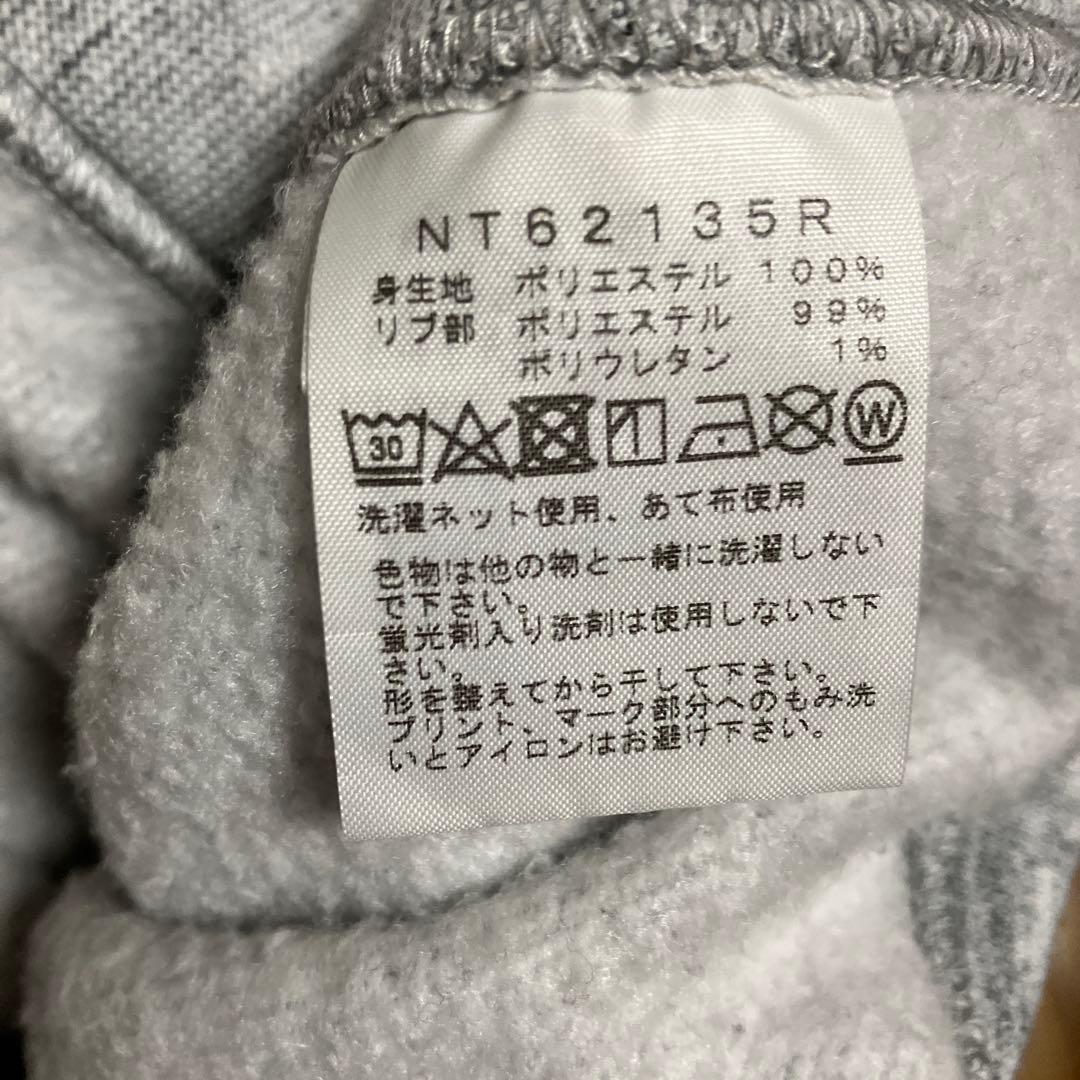 NT62135R
身生地 ポリエステル 100%
リブ部 ポリエステル 99%
ポリウレタン 1%
30 W
洗濯ネット使用、あて布使用
色物は他の物と一緒に洗濯しない
で下さい。
蛍光剤入り洗剤は使用しないで下
さい。
形を整えてから干して下さい。
プリント、マーク部分へのもみ洗
いとアイロンはお避け下さい。